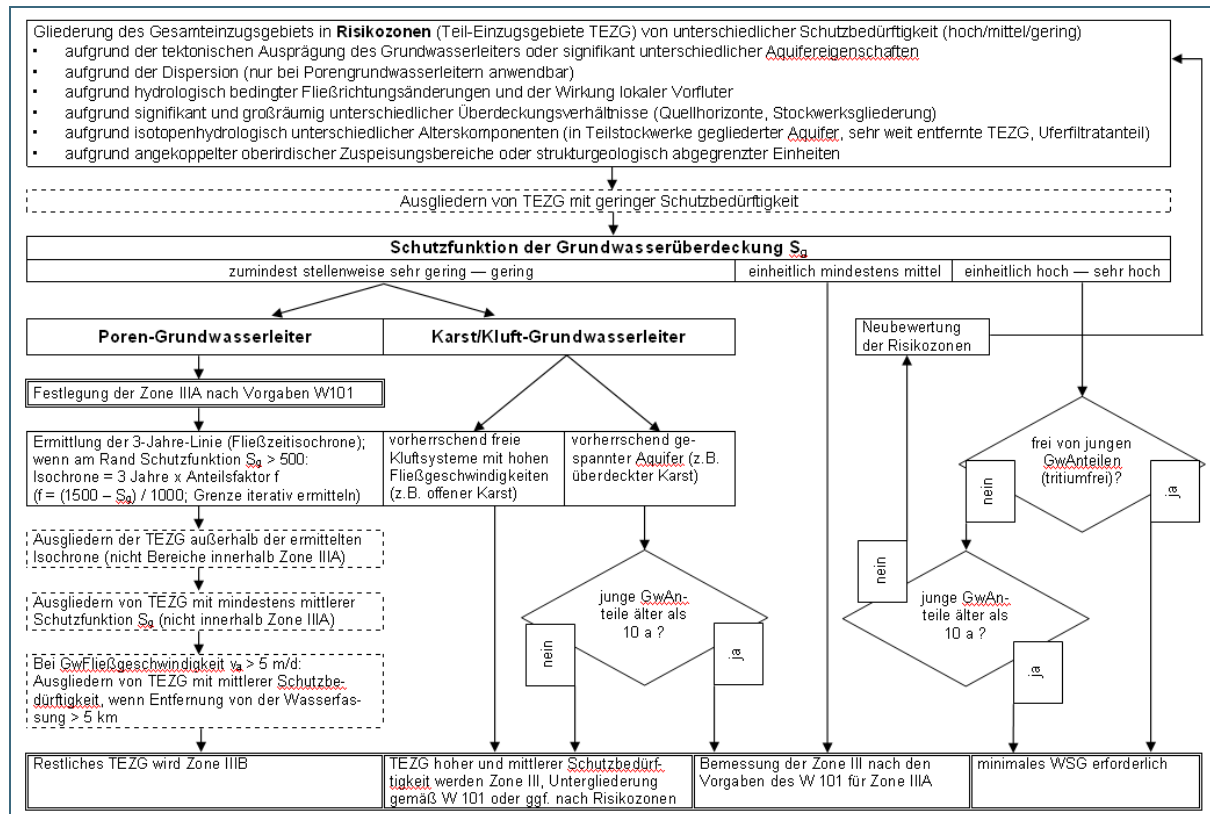 Gliederung des Gesamteinzugsgebiets in Risikozonen (Teil-Einzugsgebiete TEZG) von unterschiedlicher Schutzbedürftigkeit (hoch/mittel/gering)
▪ aufgrund der tektonischen Ausprägung des Grundwasserleiters oder signifikant unterschiedlicher Aquifereigenschaften
▪ aufgrund der Dispersion (nur bei Porengrundwasserleitern anwendbar)
▪ aufgrund hydrologisch bedingter Fließrichtungsänderungen und der Wirkung lokaler Vorfluter
▪ aufgrund signifikant und großräumig unterschiedlicher Überdeckungsverhältnisse (Quellhorizonte, Stockwerksgliederung)
▪ aufgrund isotopenhydrologisch unterschiedlicher Alterskomponenten (in Teilstockwerke gegliederter Aquifer, sehr weit entfernte TEZG, Uferfiltratanteil)
▪ aufgrund angekoppelter oberirdischer Zuspeisungsbereiche oder strukturgeologisch abgegrenzter Einheiten
Ausgliedern von TEZG mit geringer Schutzbedürftigkeit
Schutzfunktion der Grundwasserüberdeckung Sg
zumindest stellenweise sehr gering — gering
einheitlich mindestens mittel
einheitlich hoch — sehr hoch
Poren-Grundwasserleiter
Karst/Kluft-Grundwasserleiter
Neubewertung
der Risikozonen
Festlegung der Zone IIIA nach Vorgaben W101
Ermittlung der 3-Jahre-Linie (Fließzeitisochrone);
wenn am Rand Schutzfunktion Sg > 500:
Isochrone = 3 Jahre x Anteilsfaktor f
(f = (1500 – Sg) / 1000; Grenze iterativ ermitteln)
vorherrschend freie
Kluftsysteme mit hohen
Fließgeschwindigkeiten
(z.B. offener Karst)
vorherrschend ge-
spannter Aquifer (z.B.
überdeckter Karst)
frei von jungen
GwAnteilen
(tritiumfrei)?
nein
ja
Ausgliedern der TEZG außerhalb der ermittelten
Isochrone (nicht Bereiche innerhalb Zone IIIA)
Ausgliedern von TEZG mit mindestens mittlerer
Schutzfunktion Sg (nicht innerhalb Zone IIIA)
Bei GwFließgeschwindigkeit va > 5 m/d:
Ausgliedern von TEZG mit mittlerer Schutzbe-
dürftigkeit, wenn Entfernung von der Wasserfas-
sung > 5 km
junge GwAn-
teile älter als
10 a ?
nein
ja
junge GwAn-
teile älter als
10 a ?
nein
ja
Restliches TEZG wird Zone IIIB
TEZG hoher und mittlerer Schutzbedürf-
tigkeit werden Zone III, Untergliederung
gemäß W 101 oder ggf. nach Risikozonen
Bemessung der Zone III nach den
Vorgaben des W 101 für Zone IIIA
minimales WSG erforderlich